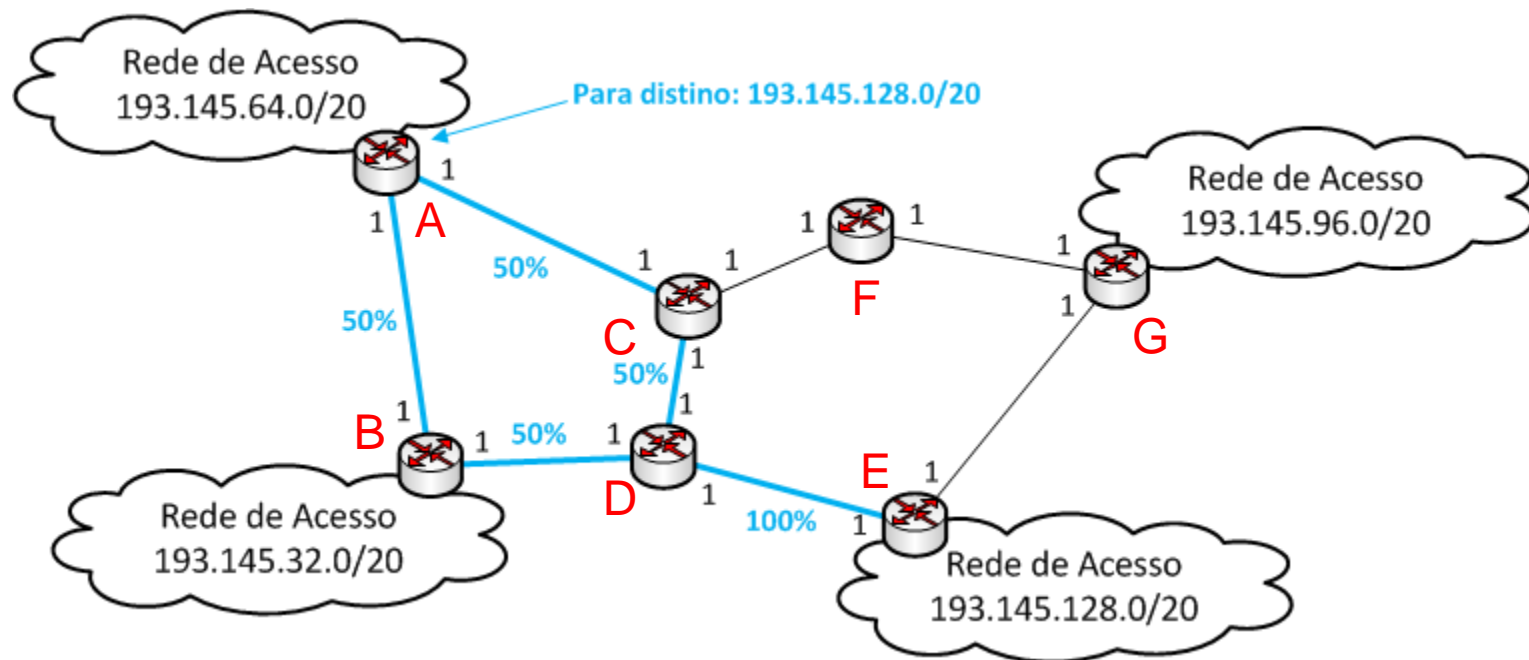 Rede de Acesso
193.145.64.0/20
Para distino: 193.145.128.0/20
1
1
A
Rede de Acesso
193.145.96.0/20
1
1
F
1
1
G
50%
1
1
C
1
50%
50%
1
B
1
50%
1
1
D
1
100%
E
1
1
Rede de Acesso
193.145.32.0/20
Rede de Acesso
193.145.128.0/20